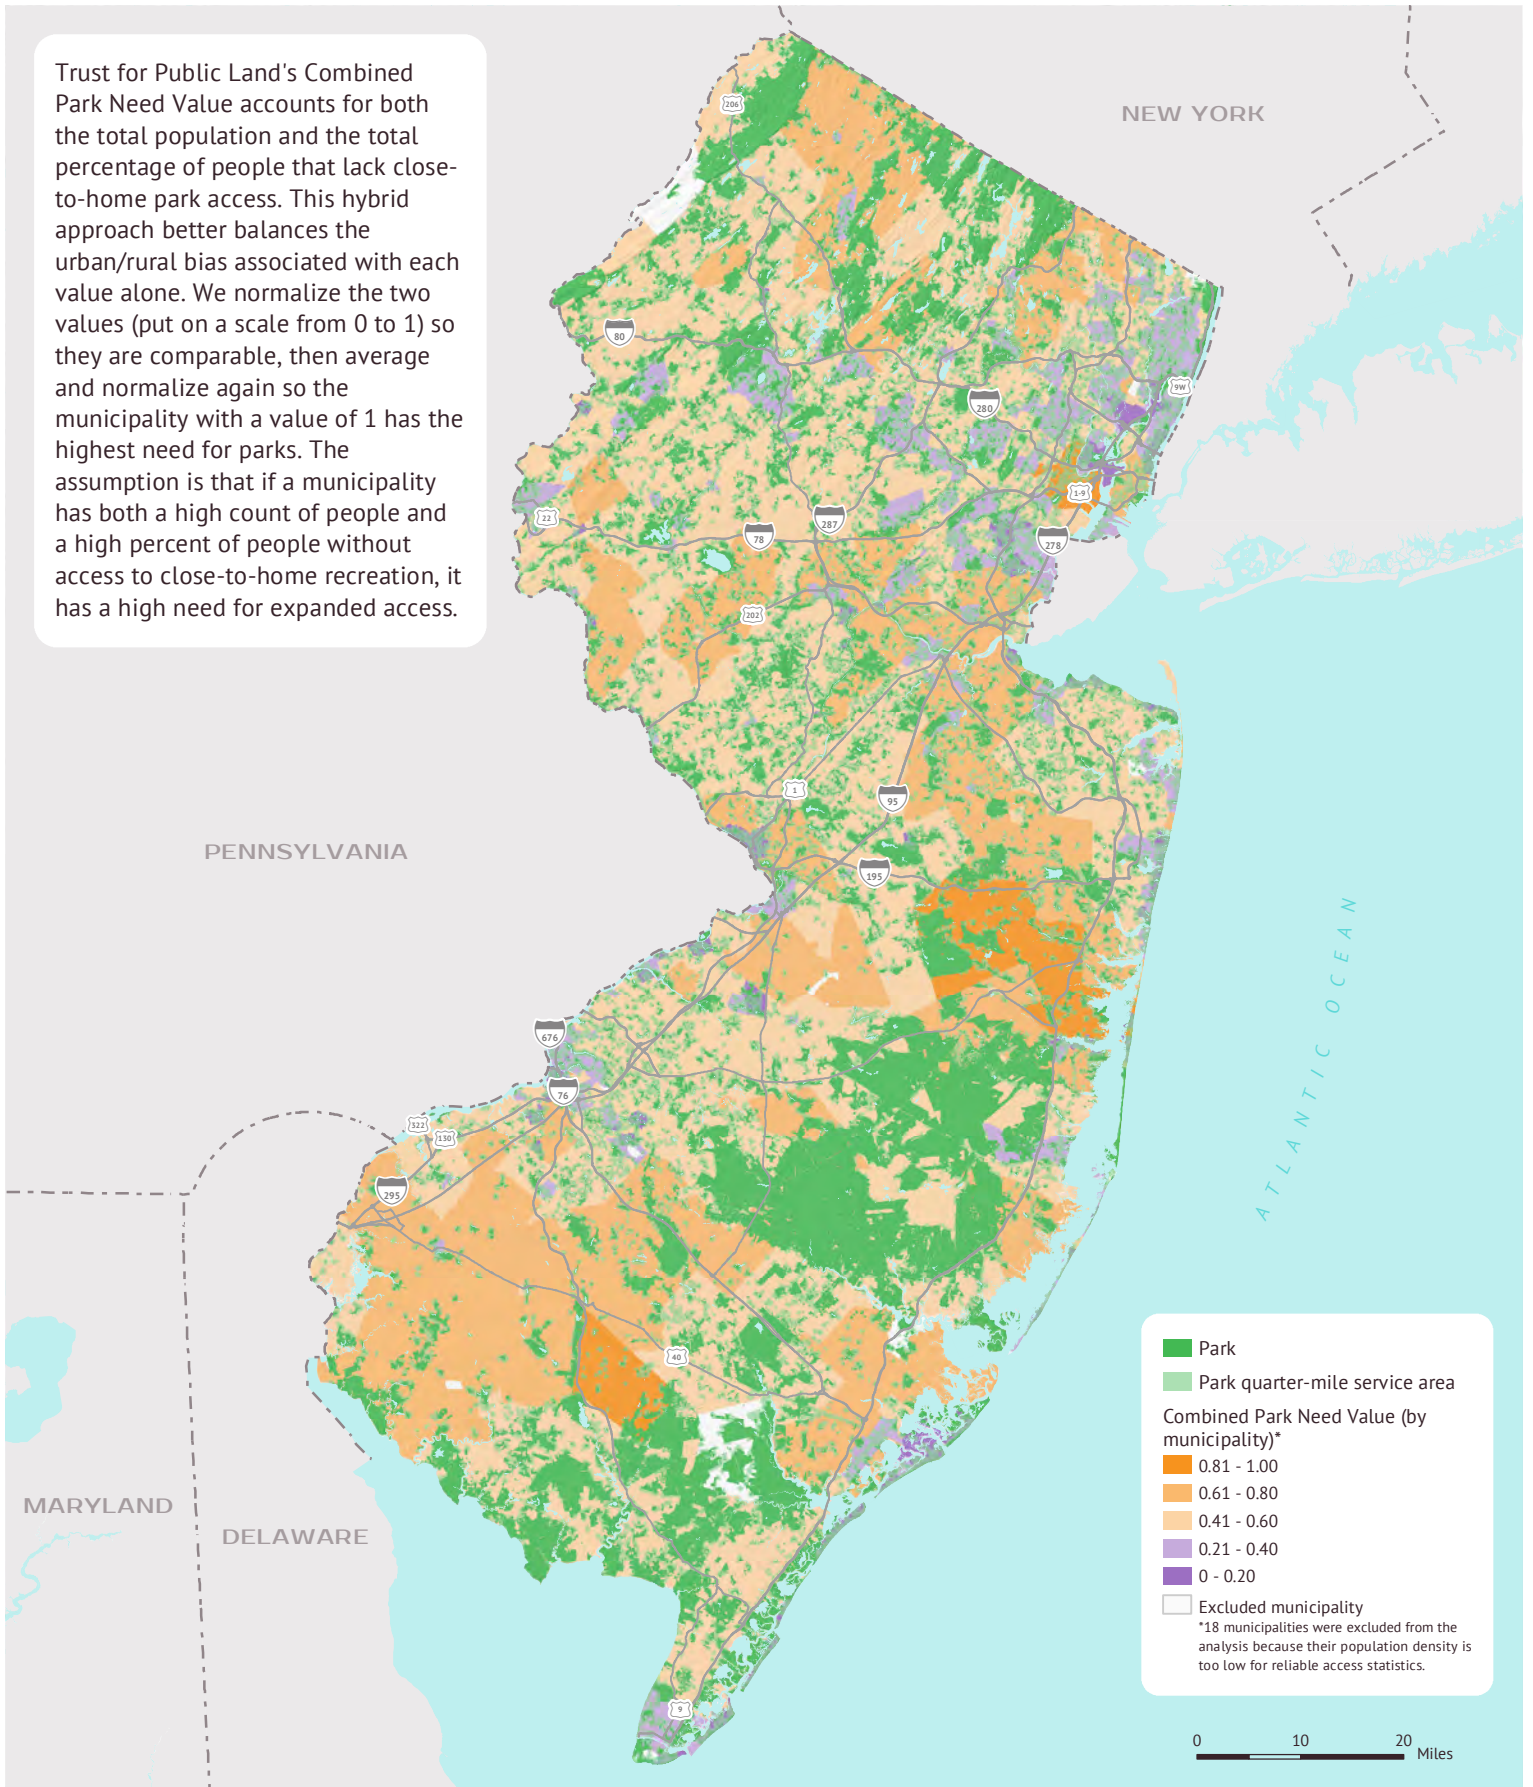 Trust for Public Land's Combined
Park Need Value accounts for both
the total population and the total
percentage of people that lack close-
to-home park access. This hybrid
approach better balances the
urban/rural bias associated with each
value alone. We normalize the two
values (put on a scale from 0 to 1) so
they are comparable, then average
and normalize again so the
municipality with a value of 1 has the
highest need for parks. The
assumption is that if a municipality
has both a high count of people and
a high percent of people without
access to close-to-home recreation, it
has a high need for expanded access.
206
NEW YORK
80
9W
280
1-9
22
287
78
278
202
1
95
PENNSYLVANIA
195
ATLANTIC OCEAN
676
76
322
130
295
40
MARYLAND
DELAWARE
9
Park
Park quarter-mile service area
Combined Park Need Value (by
municipality)*
0.81 - 1.00
0.61 - 0.80
0.41 - 0.60
0.21 - 0.40
0 - 0.20
Excluded municipality
*18 municipalities were excluded from the
analysis because their population density is
too low for reliable access statistics.
0 10 20
Miles